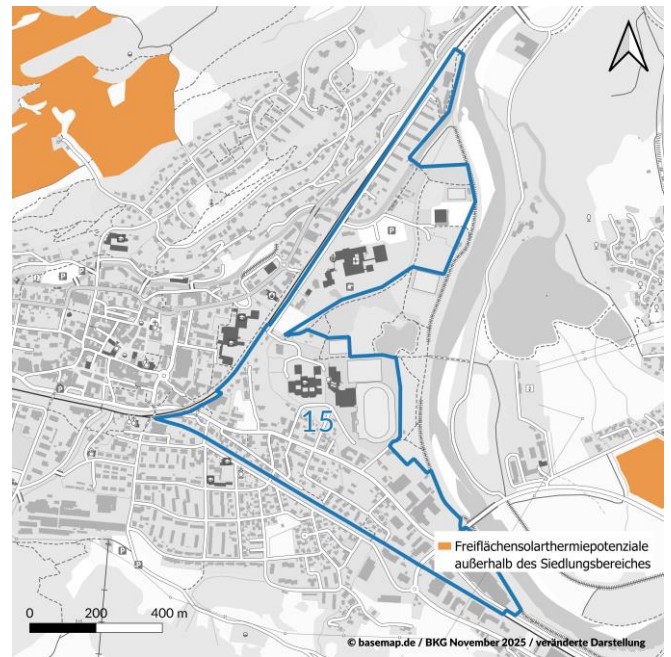 P
P
P
P
15
Freiflächensolarthermiepotenziale
außerhalb des Siedlungsbereiches
P
P
0 200 400 m
© basemap.de / BKG November 2025 / veränderte Darstellung